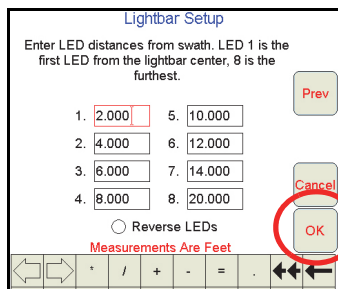 Lightbar Setup
Enter LED distances from swath. LED 1 is the
first LED from the lightbar center, 8 is the
furthest.
Prev
1. 2.000 5. 10.000
2. 4.000 6. 12.000
3. 6.000 7. 14.000
4. 8.000 8. 20.000
Cancel
Reverse LEDs
OK
Measurements Are Feet
* / + - = .